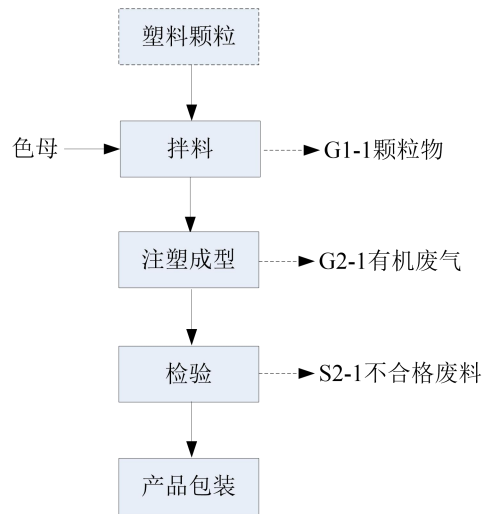 塑料颗粒
色母
拌料
G1-1颗粒物
注塑成型
G2-1有机废气
检验
S2-1不合格废料
产品包装